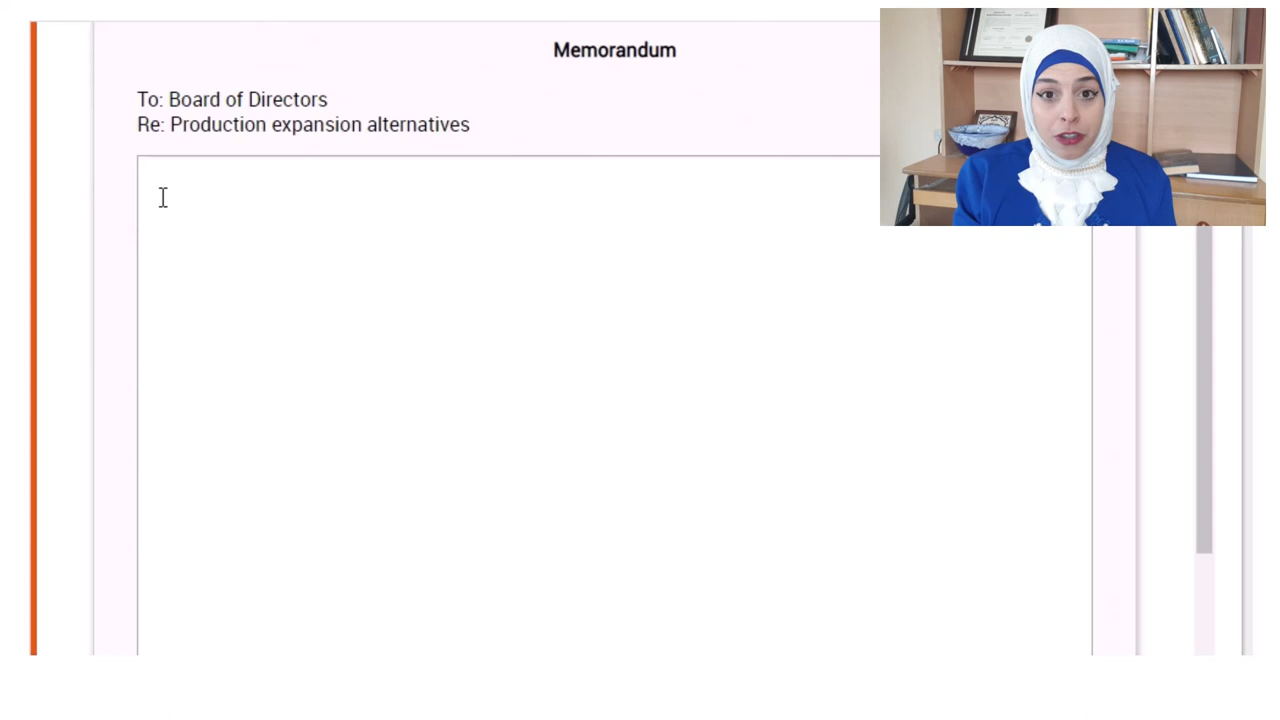 Memorandum
To: Board of Directors
Re: Production expansion alternatives